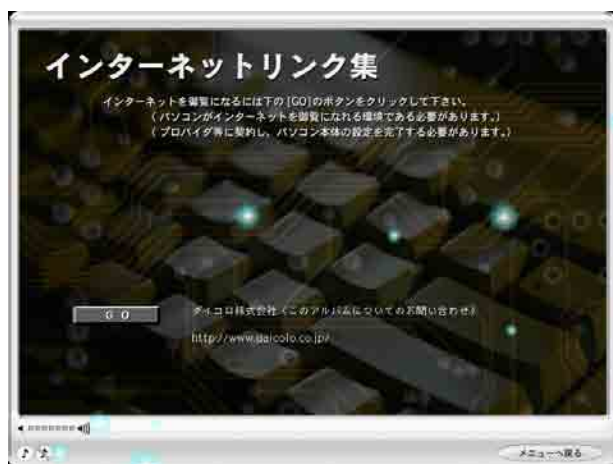 インターネットリンク集
インターネットを御覧になるには下の [GO]のボタンをクリックして下さい。
（パソコンがインターネットを御覧になれる環境である必要があります。）
（プロバイダ等に契約し、パソコン本体の設定を完了する必要があります。）
GO
ダイコロ株式会社（このアルバムについてのお問い合わせ）
http://www.daicolo.co.jp/
メニューへ戻る